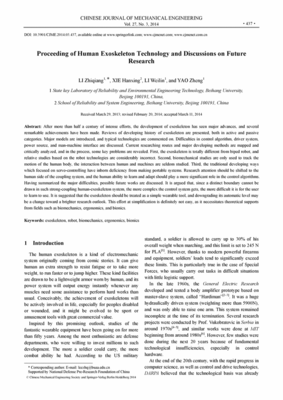 CHINESE JOURNAL OF MECHANICAL ENGINEERING
Vol. 27, No. 3, 2014
·437·
DOI: 10.3901/CJME.2014.03.437, available online at www.springerlink.com; www.cjmenet.com; www.cjmenet.com.cn
Proceeding of Human Exoskeleton Technology and Discussions on Future
Research
LI Zhiqiang, XIE Hanxing, LI Weilin, and YAO Zheng
1 State key Laboratory of Reliability and Environmental Engineering Technology, Beihang University,
Beijing 100191, China
2 School of Reliability and System Engineering, Beihang University, Beijing 100191, China
Received March 25, 2013; revised February 20, 2014; accepted March 11, 2014
Abstract: After more than half a century of intense efforts, the development of exoskeleton has seen major advances, and several
remarkable achievements have been made. Reviews of developing history of exoskeleton are presented, both in active and passive
categories. Major models are introduced, and typical technologies are commented on. Difficulties in control algorithm, driver system,
power source, and man-machine interface are discussed. Current researching routes and major developing methods are mapped and
critically analyzed, and in the process, some key problems are revealed. First, the exoskeleton is totally different from biped robot, and
relative studies based on the robot technologies are considerably incorrect. Second, biomechanical studies are only used to track the
motion of the human body, the interaction between human and machines are seldom studied. Third, the traditional developing ways
which focused on servo-controlling have inborn deficiency from making portable systems. Research attention should be shifted to the
human side of the coupling system, and the human ability to learn and adapt should play a more significant role in the control algorithms.
Having summarized the major difficulties, possible future works are discussed. It is argued that, since a distinct boundary cannot be
drawn in such strong-coupling human-exoskeleton system, the more complex the control system gets, the more difficult it is for the user
to learn to use. It is suggested that the exoskeleton should be treated as a simple wearable tool, and downgrading its automatic level may
be a change toward a brighter research outlook. This effort at simplification is definitely not easy, as it necessitates theoretical supports
from fields such as biomechanics, ergonomics, and bionics.
Keywords: exoskeleton, robot, biomechanics, ergonomics, bionics
1 Introduction
The human exoskeleton is a kind of electromechanical
system originally coming from comic stories. It can give
human an extra strength to resist fatigue or to take more
weight, to run faster or to jump higher. These kind facilities
are drawn to be a lightweight armor worn by human, and its
power system will output energy instantly whenever any
muscles need some assistance to perform hard works than
usual. Conceivably, the achievement of exoskeletons will
be actively involved in life, especially for peoples disabled
or wounded, and it might be evolved to be sport or
amusement tools with great commercial value.
Inspired by this promising outlook, studies of the
fantastic wearable equipment have been going on for more
than fifty years. Among the most enthusiastic are defense
departments, who were willing to invest millions in such
development. The more a soldier could carry, the more
combat ability he had. According to the US military
standard, a soldier is allowed to carry up to 30% of his
overall weight when marching, and this limit is set to 245 N
for PLA. However, thanks to modern powerful firearms
and equipment, soldiers' loads tend to significantly exceed
these limits. This is particularly true in the case of Special
Forces, who usually carry out tasks in difficult situations
with little logistic support.
In the late 1960s, the General Electric Research
developed and tested a body amplifier prototype based on
master-slave system, called "Hardiman". It was a huge
hydraulically driven system (weighing more than 9900N),
and was only able to raise one arm. This system remained
incomplete at the time of its termination. Several research
projects were conducted by Prof. Vukobratovic in Serbia in
around 1970s, and similar works were done at MIT
beginning from around 1980s. However, few studies were
done during the next 20 years because of fundamental
technological insufficiencies, especially in control
hardware.
At the end of the 20th century, with the rapid progress in
computer science, as well as control and drive technologies,
DARPA believed that the technological basis was already
* Corresponding author. E-mail:
Supported by National Defense Pre-Research Foundation of China
© Chinese Mechanical Engineering Society and Springer-Verlag Berlin Heidelberg 2014